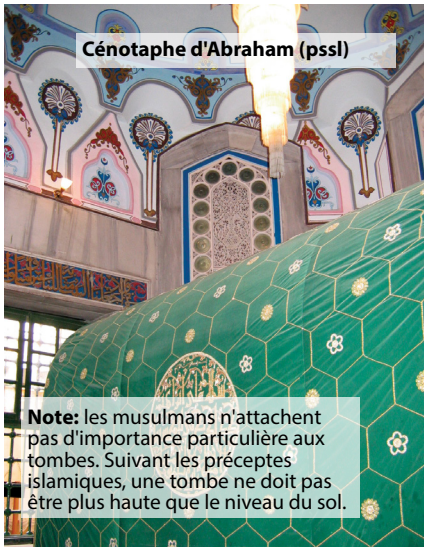 Cénotaphe d'Abraham (pssl)
Note: les musulmans n'attachent
pas d'importance particulière aux
tombes. Suivant les préceptes
islamiques, une tombe ne doit pas
être plus haute que le niveau du sol.